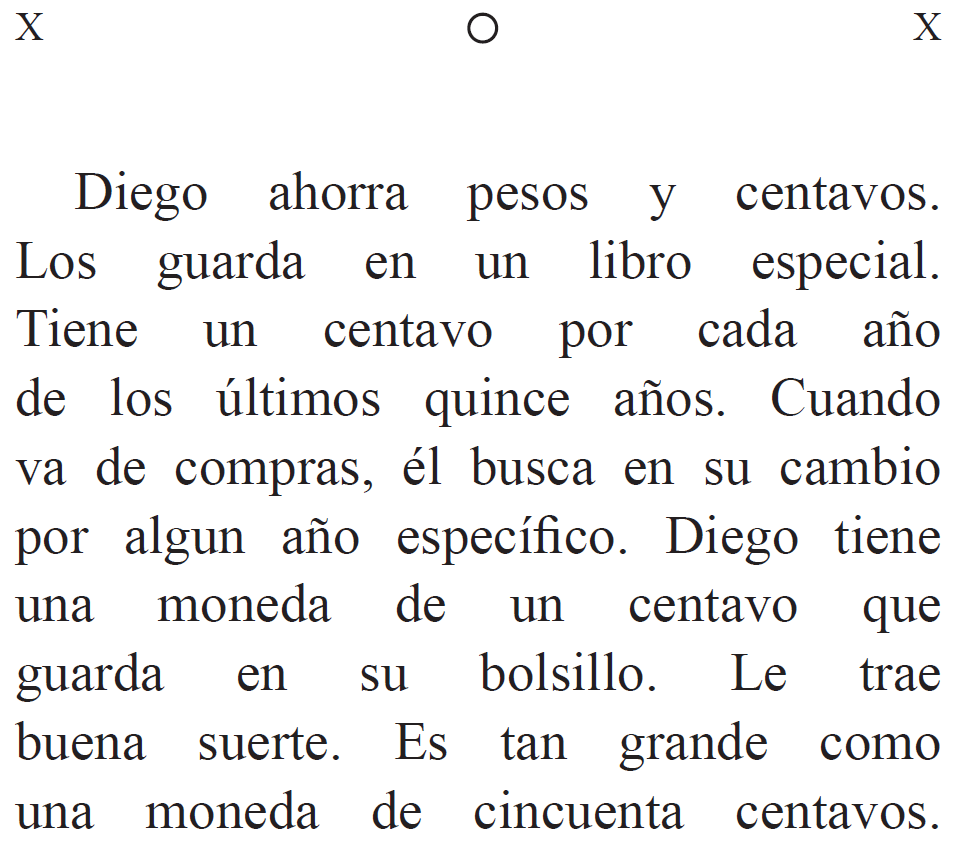 X O X
Diego ahorra pesos y centavos.
Los guarda en un libro especial.
Tiene un centavo por cada año
de los últimos quince años. Cuando
va de compras, él busca en su cambio
por algun año específico. Diego tiene
una moneda de un centavo que
guarda en su bolsillo. Le trae
buena suerte. Es tan grande como
una moneda de cincuenta centavos.